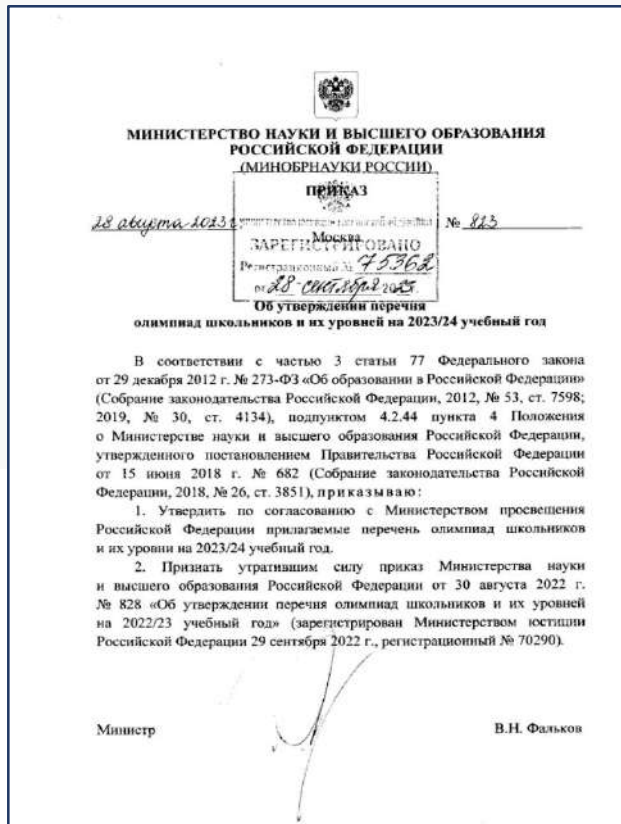 МИНИСТЕРСТВО НАУКИ И ВЫСШЕГО ОБРАЗОВАНИЯ
РОССИЙСКОЙ ФЕДЕРАЦИИ
(МИНОБРНАУКИ РОССИИ)
ПРИКАЗ
28 августа 2023 г. № 823
Москва
ЗАРЕГИСТРИРОВАНО
Регистрационный № 75362
от 28 сентября 2023.
Об утверждении перечня
олимпиад школьников и их уровней на 2023/24 учебный год
В соответствии с частью 3 статьи 77 Федерального закона
от 29 декабря 2012 г. № 273-ФЗ «Об образовании в Российской Федерации»
(Собрание законодательства Российской Федерации, 2012, № 53, ст. 7598;
2019, № 30, ст. 4134), подпунктом 4.2.44 пункта 4 Положения
о Министерстве науки и высшего образования Российской Федерации,
утвержденного постановлением Правительства Российской Федерации
от 15 июня 2018 г. № 682 (Собрание законодательства Российской
Федерации, 2018, № 26, ст. 3851), приказываю:
1. Утвердить по согласованию с Министерством просвещения
Российской Федерации прилагаемые перечень олимпиад школьников
и их уровни на 2023/24 учебный год.
2. Признать утратившим силу приказ Министерства науки
и высшего образования Российской Федерации от 30 августа 2022 г.
№ 828 «Об утверждении перечня олимпиад школьников и их уровней
на 2022/23 учебный год» (зарегистрирован Министерством юстиции
Российской Федерации 29 сентября 2022 г., регистрационный № 70290).
Министр В.Н. Фальков